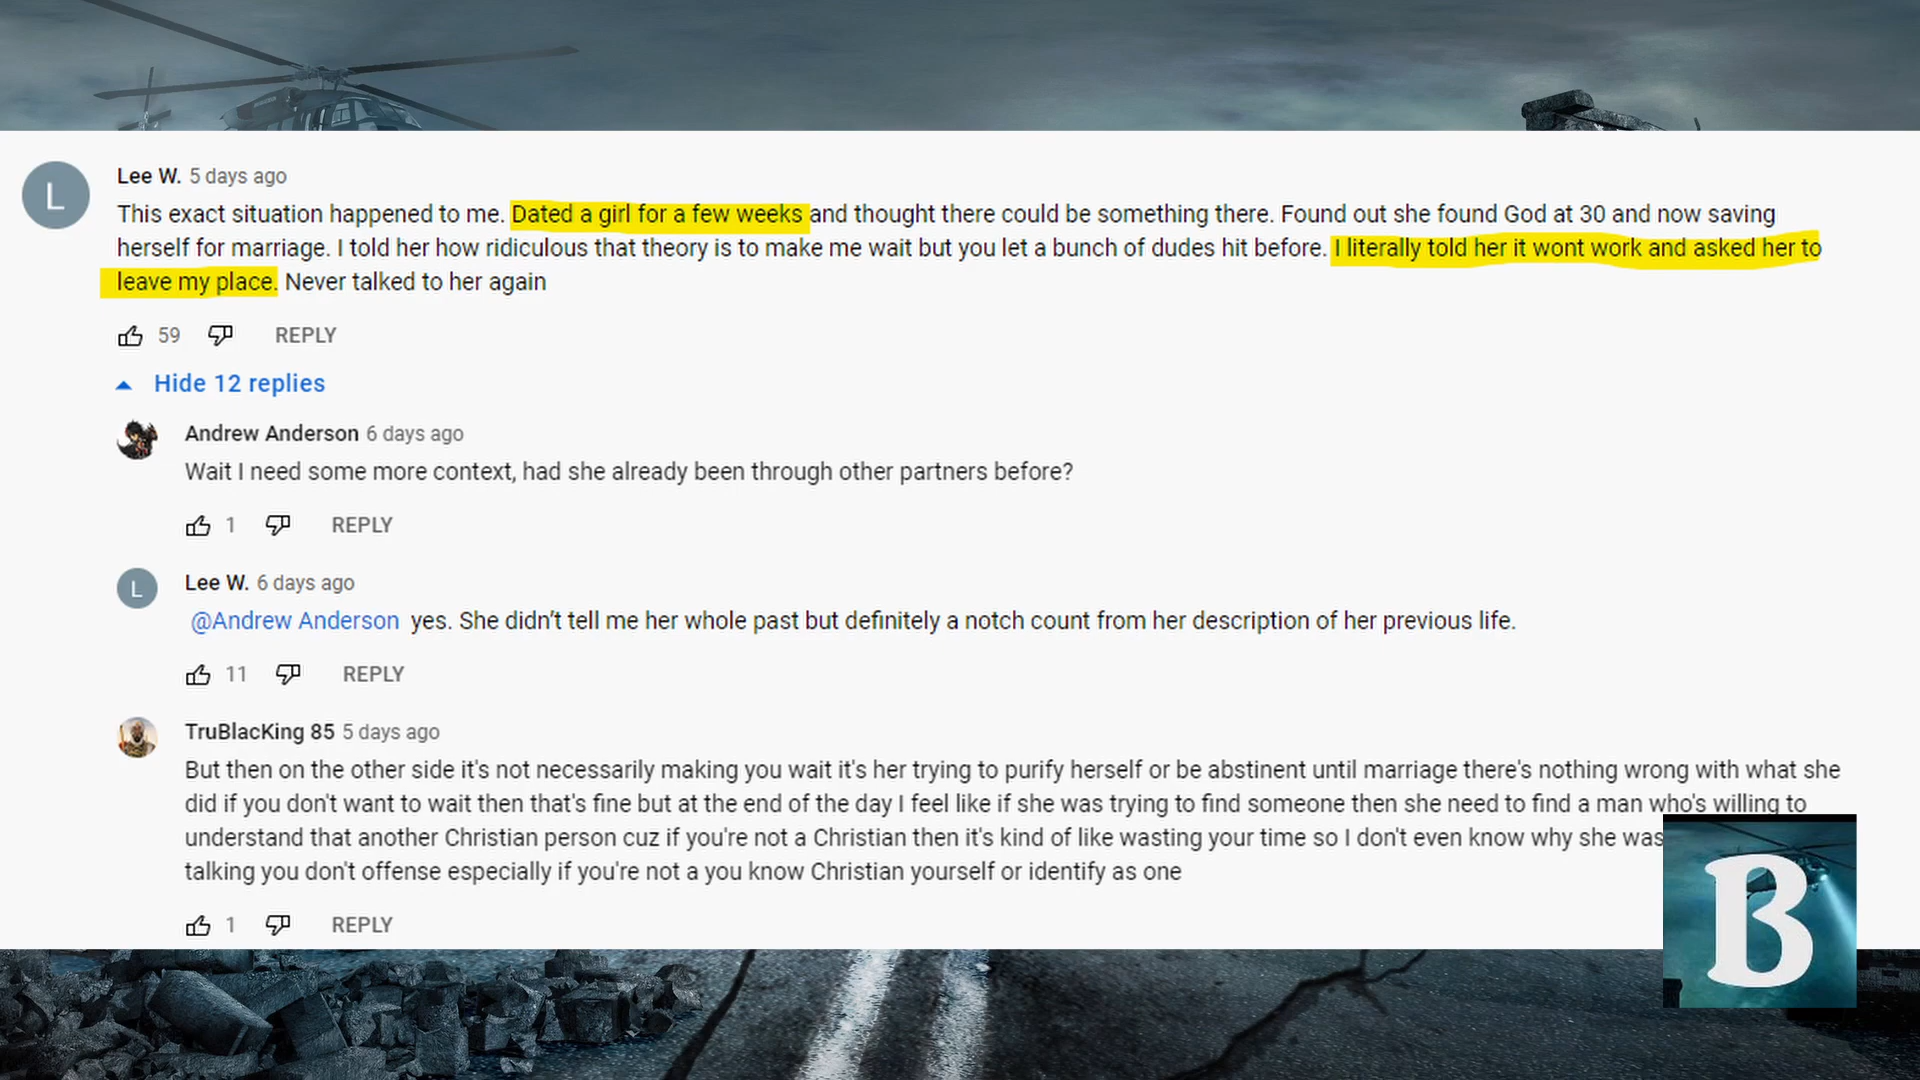 L
Lee W. 5 days ago
This exact situation happened to me. Dated a girl for a few weeks and thought there could be something there. Found out she found God at 30 and now saving
herself for marriage. I told her how ridiculous that theory is to make me wait but you let a bunch of dudes hit before. I literally told her it wont work and asked her to
leave my place. Never talked to her again
59 REPLY
Hide 12 replies
Andrew Anderson 6 days ago
Wait I need some more context, had she already been through other partners before?
1 REPLY
L
Lee W. 6 days ago
@Andrew Anderson yes. She didn't tell me her whole past but definitely a notch count from her description of her previous life.
11 REPLY
TruBlacKing 85 5 days ago
But then on the other side it's not necessarily making you wait it's her trying to purify herself or be abstinent until marriage there's nothing wrong with what she
did if you don't want to wait then that's fine but at the end of the day I feel like if she was trying to find someone then she need to find a man who's willing to
understand that another Christian person cuz if you're not a Christian then it's kind of like wasting your time so I don't even know why she was
talking you don't offense especially if you're not a you know Christian yourself or identify as one
1 REPLY
B